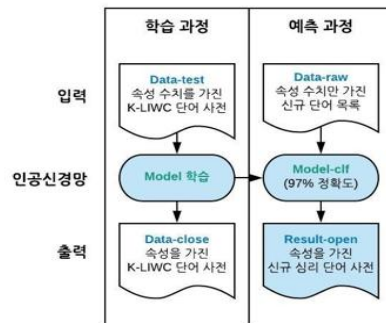 학습 과정
예측 과정
입력
Data-test
속성 수치를 가진
K-LIWC 단어 사전
Data-raw
속성 수치만 가진
신규 단어 목록
인공신경망
Model 학습
Model-clf
(97% 정확도)
출력
Data-close
속성을 가진
K-LIWC 단어 사전
Result-open
속성을 가진
신규 심리 단어 사전